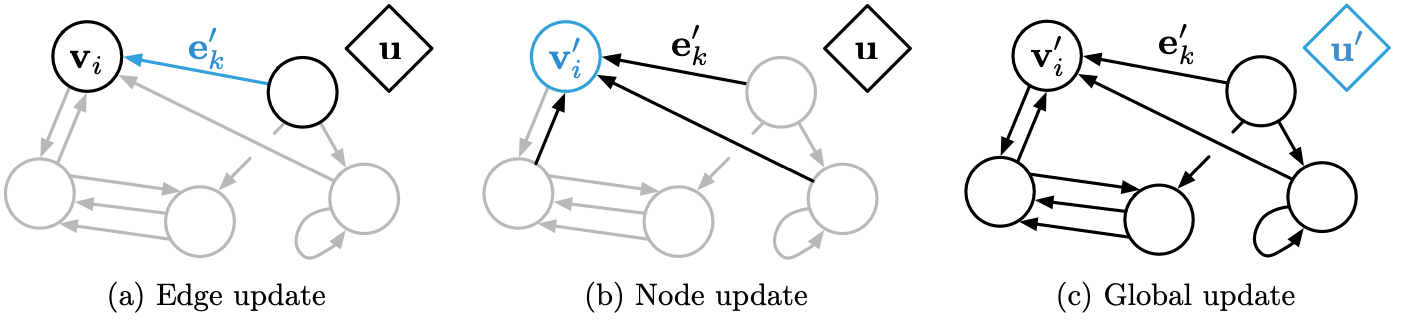 v_i e'_k u
v'_i e'_k u
v'_i e'_k u'
(a) Edge update
(b) Node update
(c) Global update